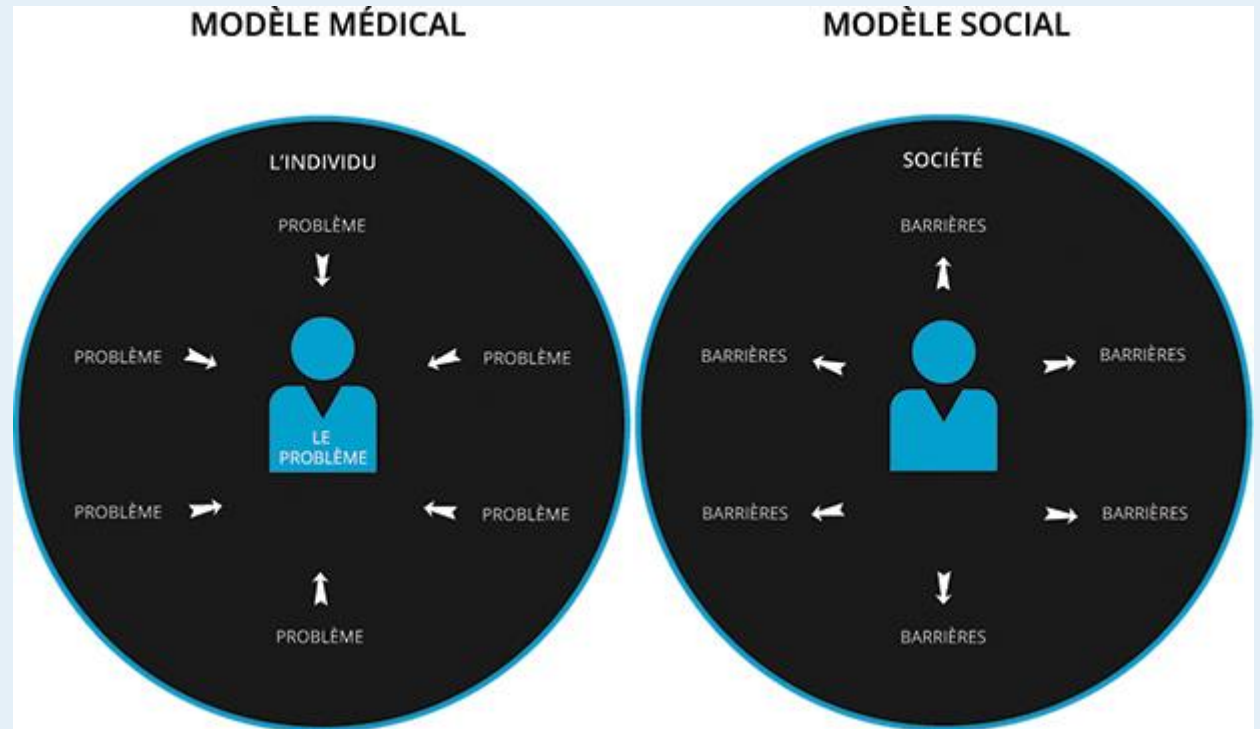 MODÈLE MÉDICAL
L'INDIVIDU
PROBLÈME
PROBLÈME
PROBLÈME
LE
PROBLÈME
PROBLÈME
PROBLÈME
PROBLÈME
MODÈLE SOCIAL
SOCIÉTÉ
BARRIÈRES
BARRIÈRES
BARRIÈRES
BARRIÈRES
BARRIÈRES
BARRIÈRES